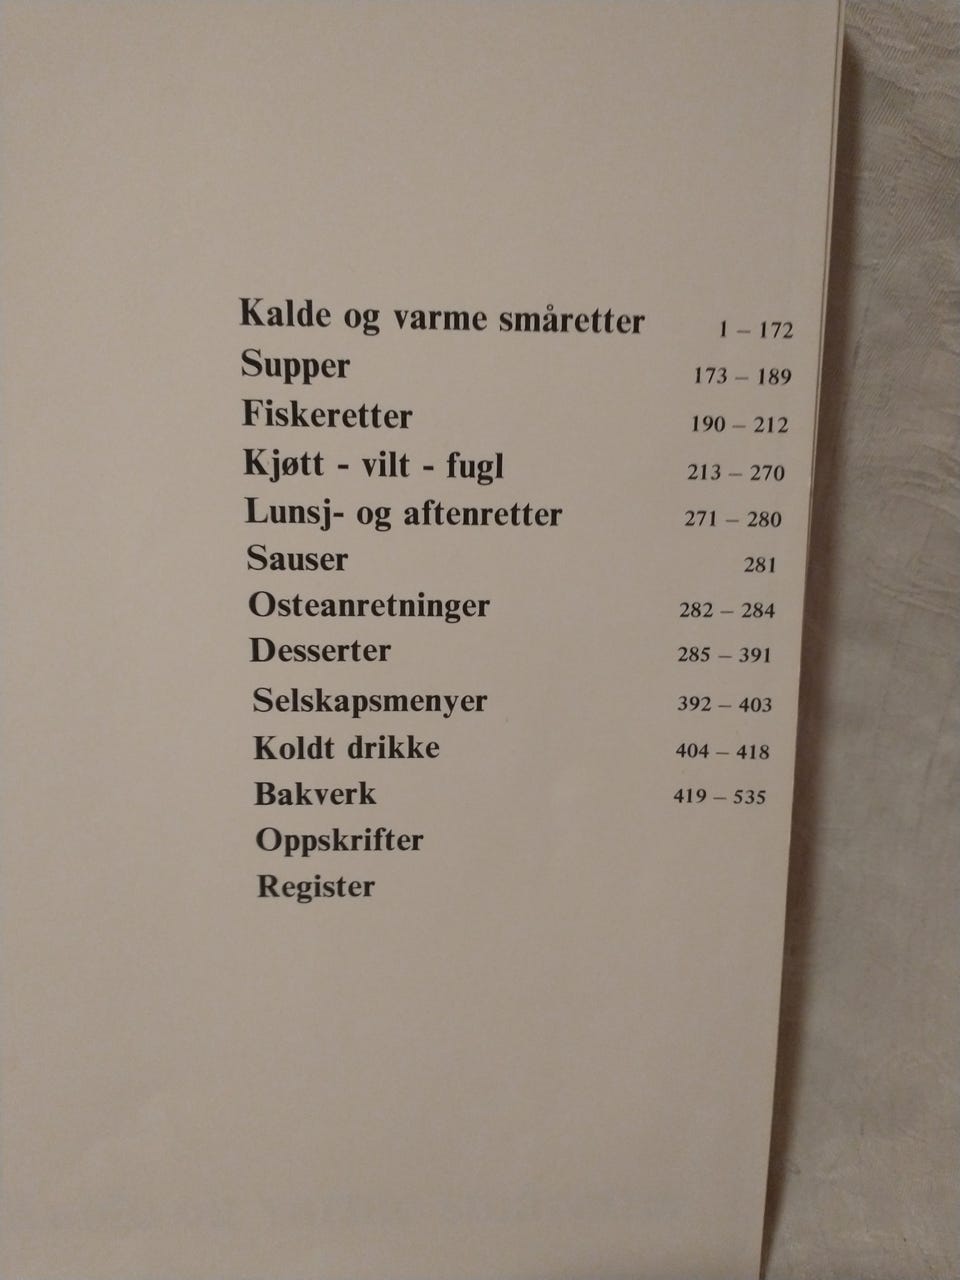 Kalde og varme småretter 1 – 172
Supper 173 – 189
Fiskeretter 190 – 212
Kjøtt - vilt - fugl 213 – 270
Lunsj- og aftenretter 271 – 280
Sauser 281
Osteanretninger 282 – 284
Desserter 285 – 391
Selskapsmenyer 392 – 403
Koldt drikke 404 – 418
Bakverk 419 – 535
Oppskrifter
Register